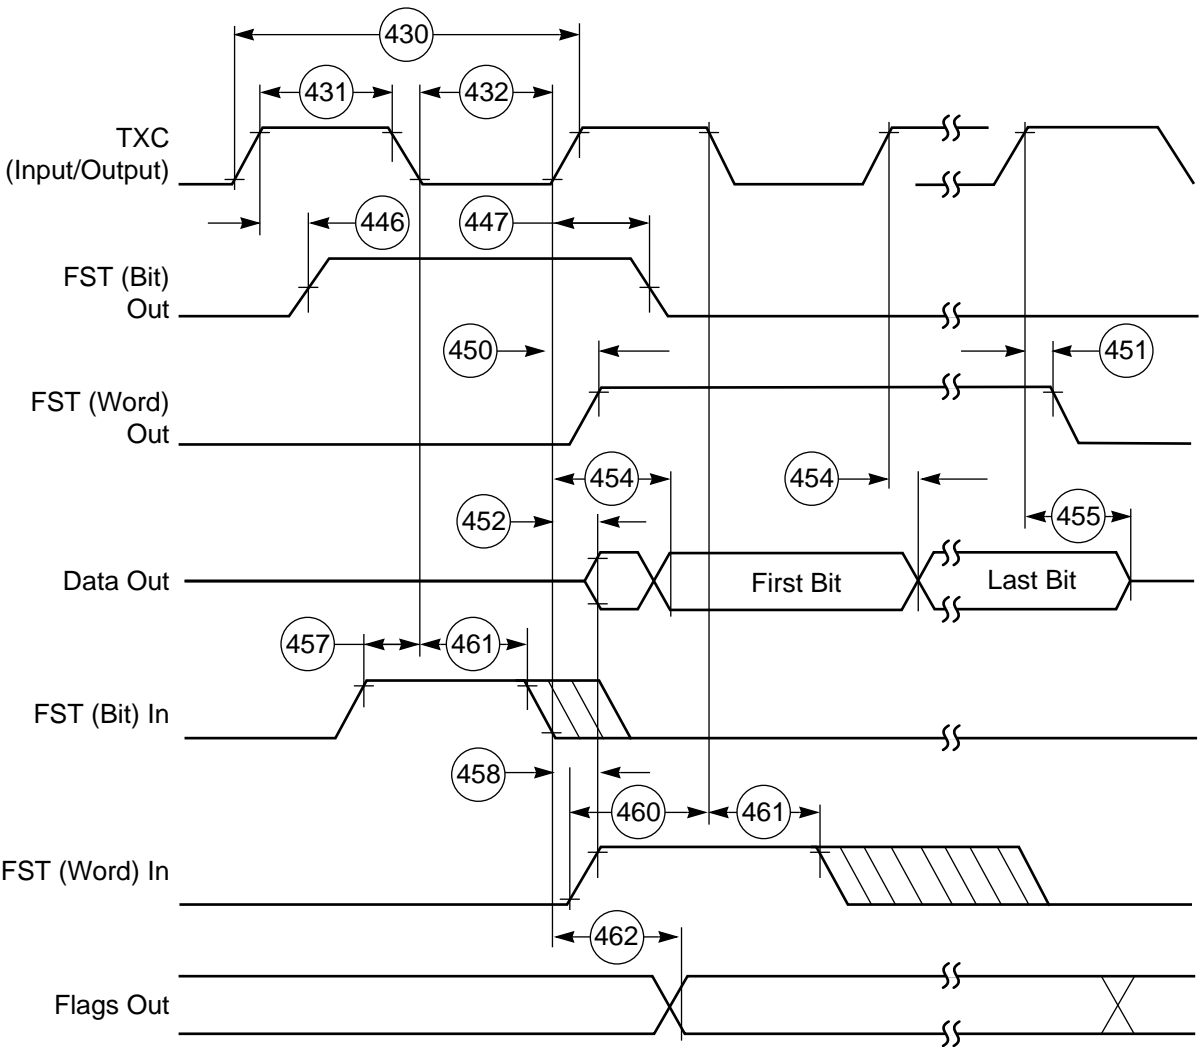 430
431
432
TXC
(Input/Output)
446
447
FST (Bit)
Out
450
451
FST (Word)
Out
454
454
452
455
Data Out
First Bit
Last Bit
457
461
FST (Bit) In
458
460
461
FST (Word) In
462
Flags Out